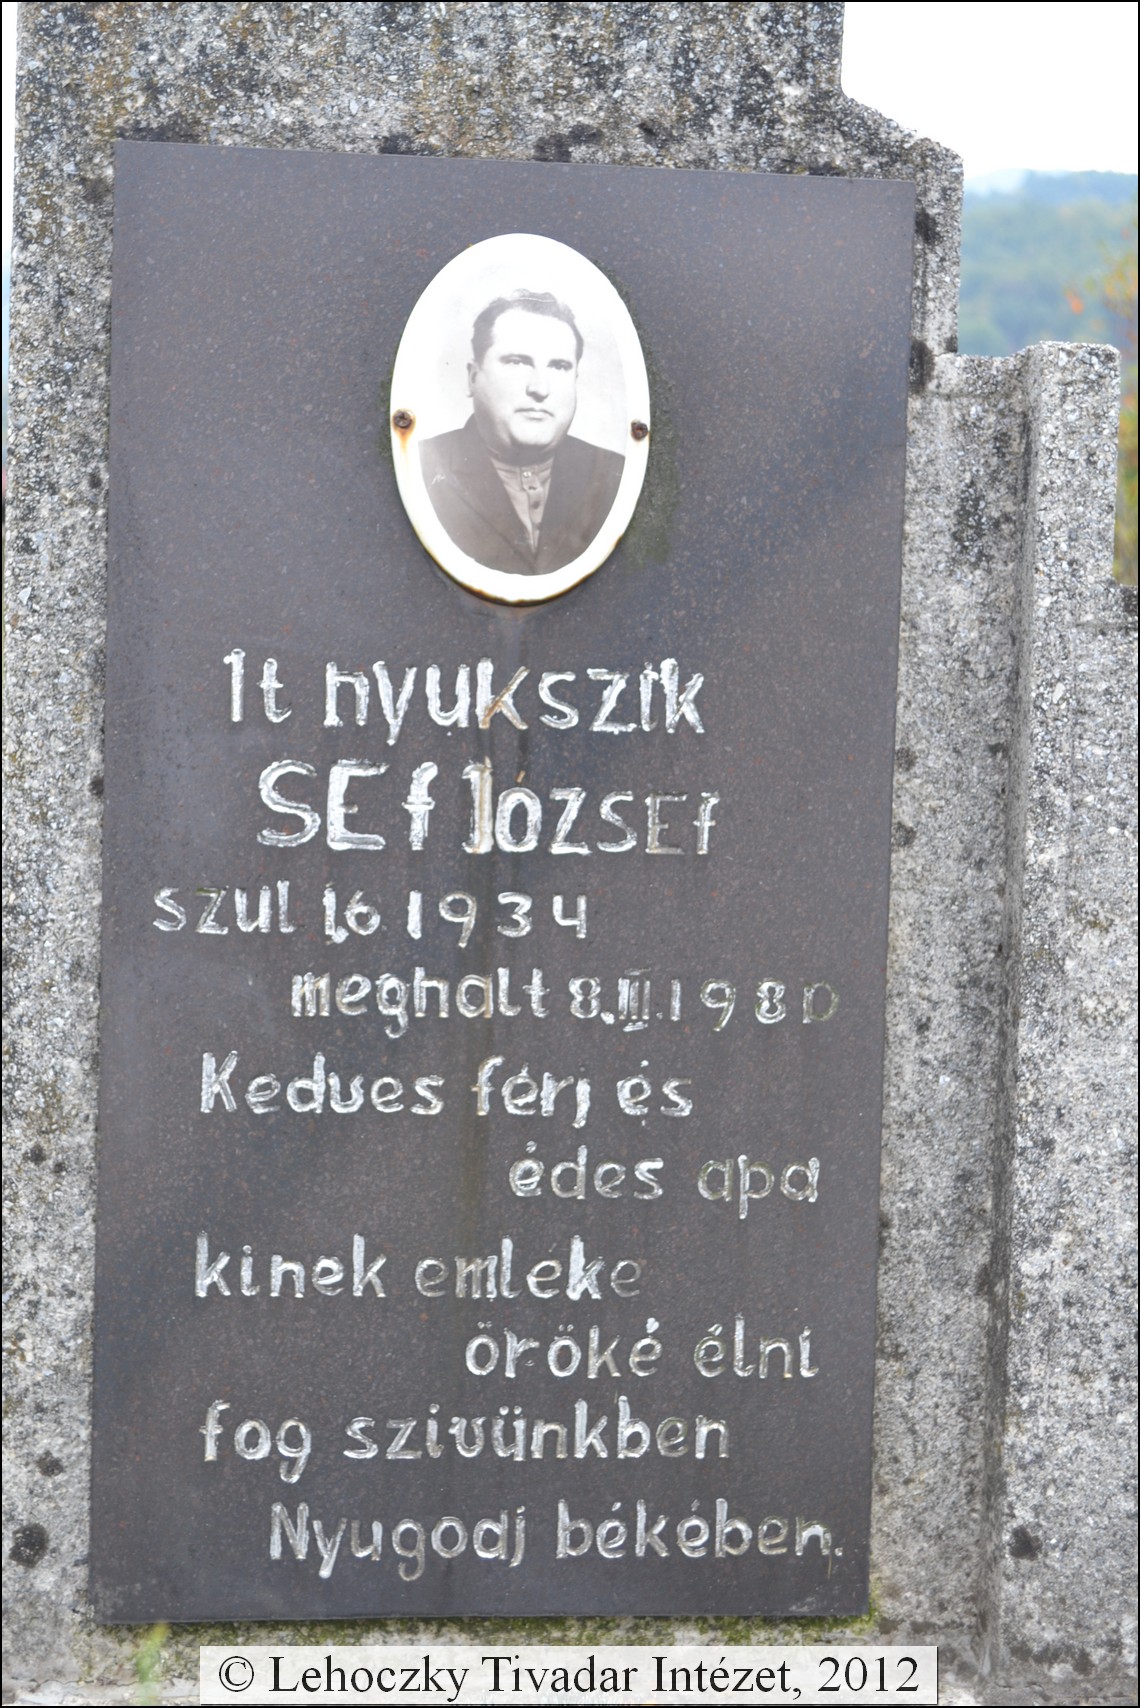 It nyukszik
SEf JÓZSEf
szul 1,6 1934
meghalt 8.III.1980
Kedves férj és
édes apa
kinek emléke
öröké élni
fog szivünkben
Nyugodj békében.
© Lehoczky Tivadar Intézet, 2012